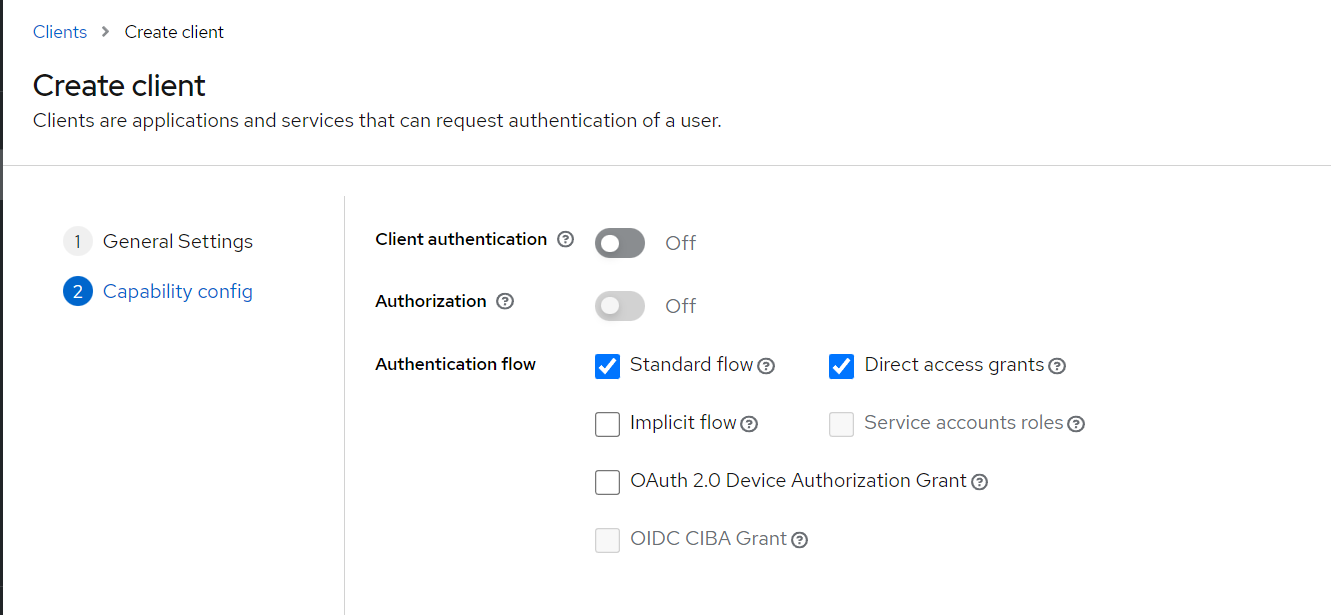 Clients > Create client
Create client
Clients are applications and services that can request authentication of a user.
1 General Settings
2 Capability config
Client authentication ? Off
Authorization ? Off
Authentication flow
Standard flow ? Direct access grants ?
Implicit flow ? Service accounts roles ?
OAuth 2.0 Device Authorization Grant ?
OIDC CIBA Grant ?